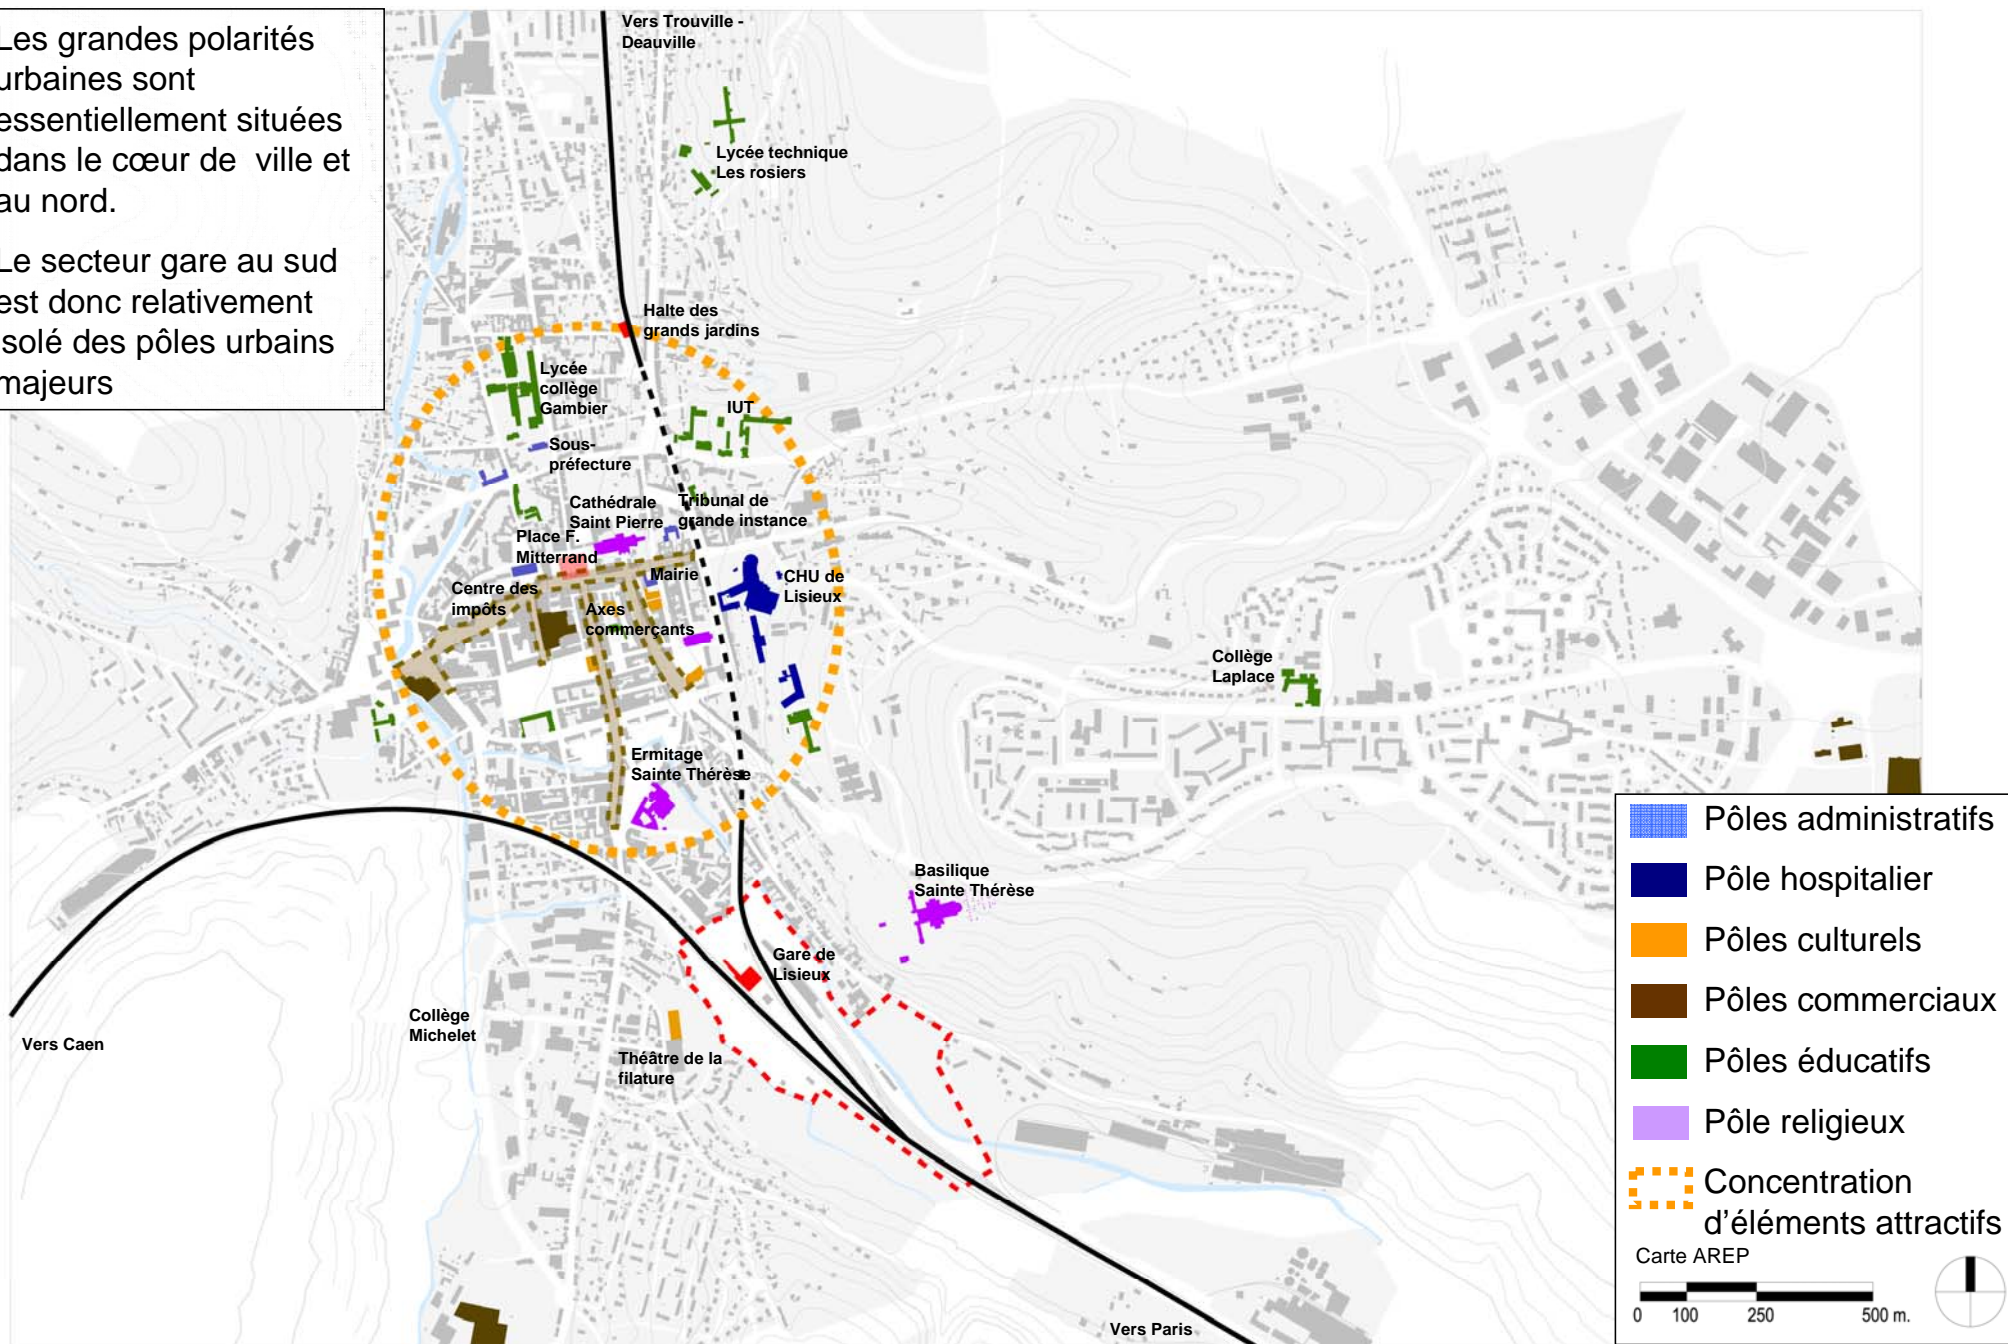 Les grandes polarités
urbaines sont
essentiellement situées
dans le cœur de ville et
au nord.
Le secteur gare au sud
est donc relativement
isolé des pôles urbains
majeurs
Vers Trouville -
Deauville
Lycée technique
Les rosiers
Halte des
grands jardins
Lycée
collège
Gambier
IUT
Sous-
préfecture
Cathédrale
Saint Pierre
Tribunal de
grande instance
Place F.
Mitterrand
Centre des
impôts
Mairie
Axes
commerçants
CHU de
Lisieux
Collège
Laplace
Ermitage
Sainte Thérèse
Basilique
Sainte Thérèse
Gare de
Lisieux
Collège
Michelet
Théâtre de la
filature
Vers Caen
Vers Paris
Pôles administratifs
Pôle hospitalier
Pôles culturels
Pôles commerciaux
Pôles éducatifs
Pôle religieux
Concentration
d’éléments attractifs
Carte AREP
0 100 250 500 m.